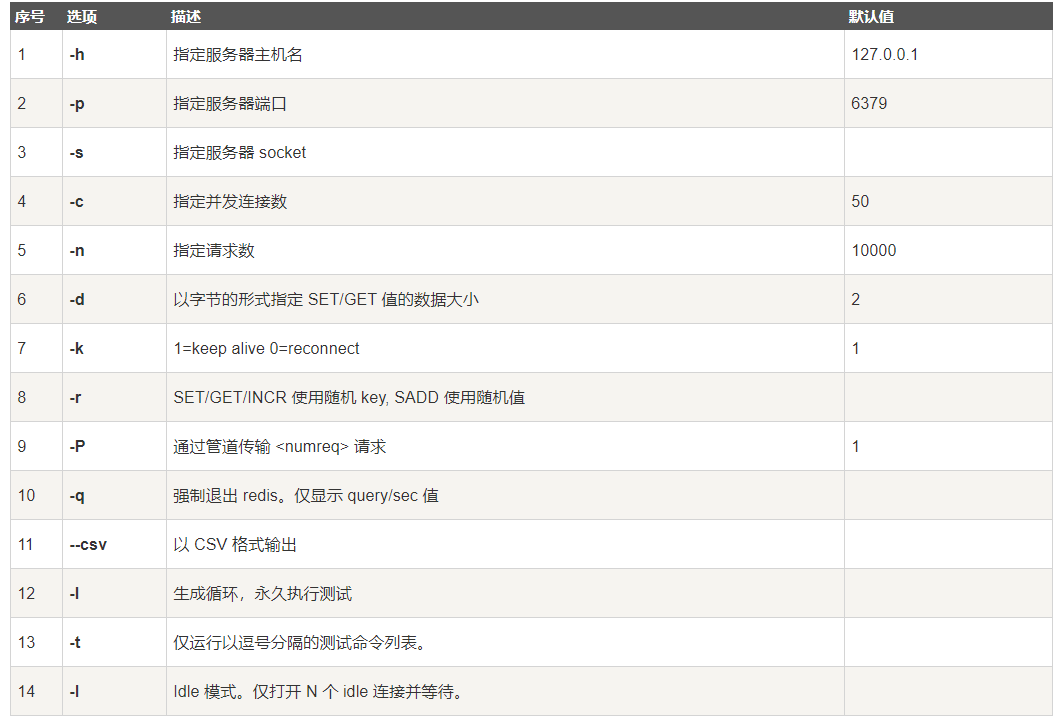 序号 选项 描述 默认值
1 -h 指定服务器主机名 127.0.0.1
2 -p 指定服务器端口 6379
3 -s 指定服务器 socket
4 -c 指定并发连接数 50
5 -n 指定请求数 10000
6 -d 以字节的形式指定 SET/GET 值的数据大小 2
7 -k 1=keep alive 0=reconnect 1
8 -r SET/GET/INCR 使用随机 key, SADD 使用随机值
9 -P 通过管道传输 <numreq> 请求 1
10 -q 强制退出 redis。仅显示 query/sec 值
11 --csv 以 CSV 格式输出
12 -l 生成循环，永久执行测试
13 -t 仅运行以逗号分隔的测试命令列表。
14 -I Idle 模式。仅打开 N 个 idle 连接并等待。